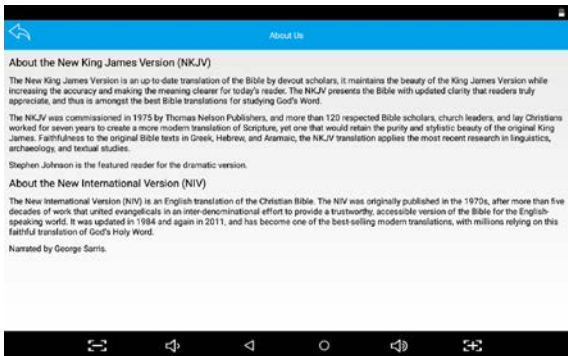 About Us
About the New King James Version (NKJV)
The New King James Version is an up-to-date translation of the Bible by devout scholars, it maintains the beauty of the King James Version while
increasing the accuracy and making the meaning clearer for today's reader. The NKJV presents the Bible with updated clarity that readers truly
appreciate, and thus is amongst the best Bible translations for studying God's Word.
The NKJV was commissioned in 1975 by Thomas Nelson Publishers, and more than 120 respected Bible scholars, church leaders, and lay Christians
worked for seven years to create a more modern translation of Scripture, yet one that would retain the purity and stylistic beauty of the original King
James. Faithfulness to the original Bible texts in Greek, Hebrew, and Aramaic, the NKJV translation applies the most recent research in linguistics,
archaeology, and textual studies.
Stephen Johnson is the featured reader for the dramatic version.
About the New International Version (NIV)
The New International Version (NIV) is an English translation of the Christian Bible. The NIV was originally published in the 1970s, after more than five
decades of work that united evangelicals in an inter-denominational effort to provide a trustworthy, accessible version of the Bible for the English-
speaking world. It was updated in 1984 and again in 2011, and has become one of the best-selling modern translations, with millions relying on this
faithful translation of God's Holy Word.
Narrated by George Sarris.